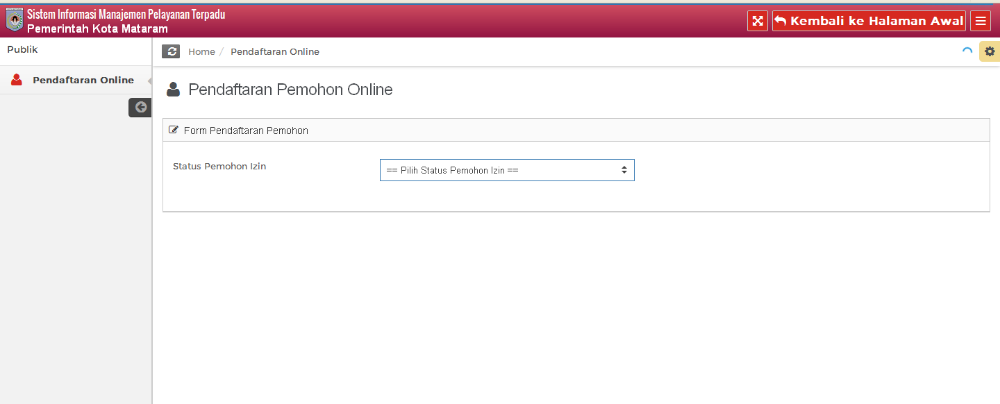 Sistem Informasi Manajemen Pelayanan Terpadu
Pemerintah Kota Mataram
Kembali ke Halaman Awal
Publik
Home / Pendaftaran Online
Pendaftaran Online
Pendaftaran Pemohon Online
Form Pendaftaran Pemohon
Status Pemohon Izin
== Pilih Status Pemohon Izin ==